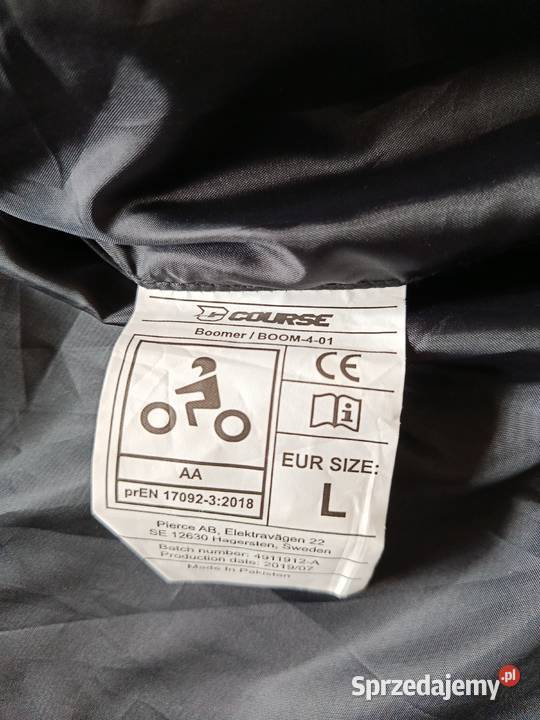 COURSE
Boomer / BOOM-4-01
CE
AA
prEN 17092-3:2018
EUR SIZE:
L
Pierce AB, Elektravägen 22
SE 12630 Hagersten, Sweden
Batch number: 4911912-A
Production date: 2019/07
Made In Pakistan
Sprzedajemy.pl